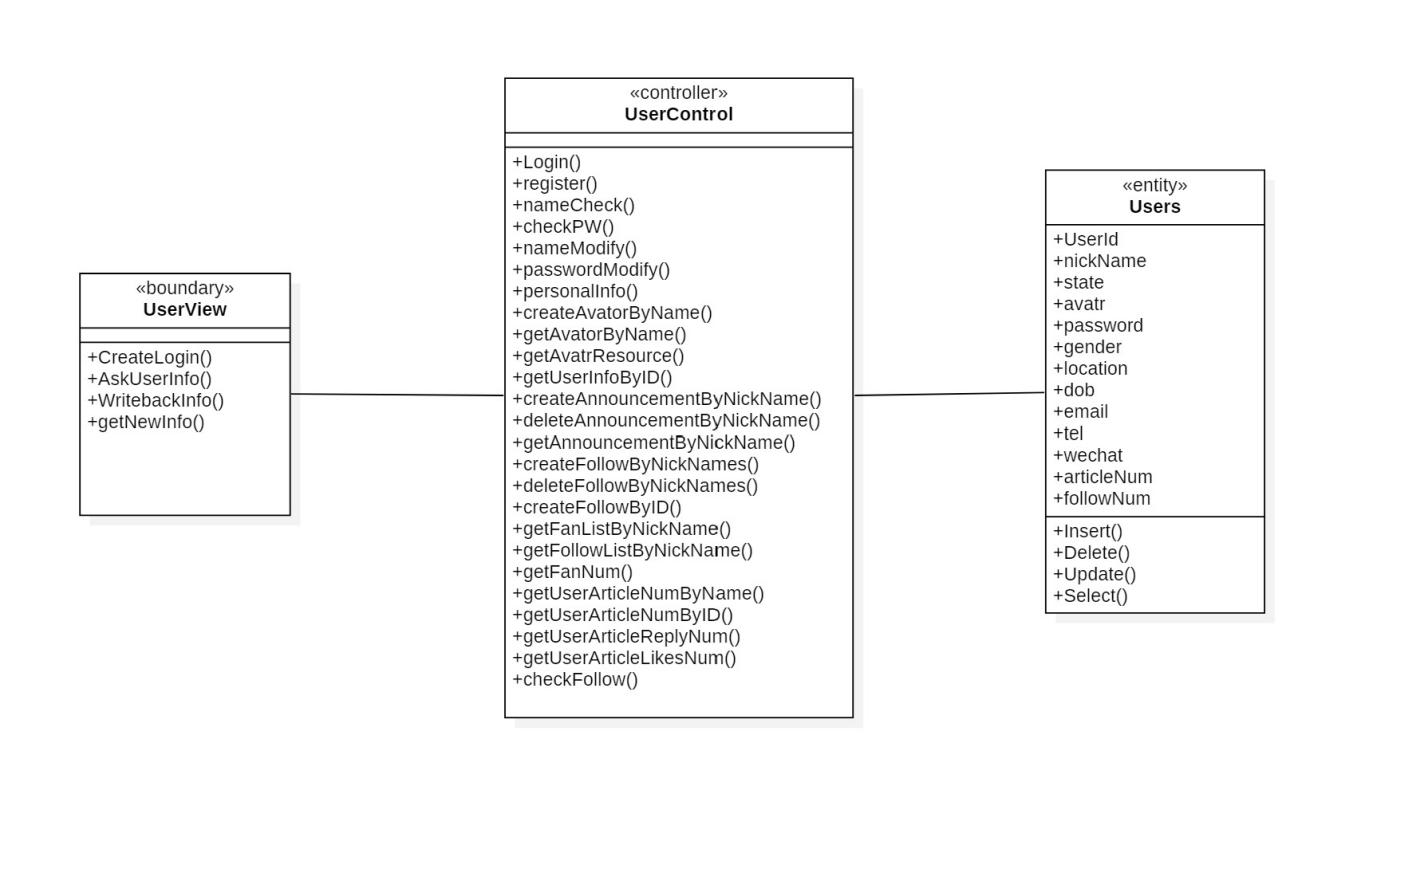 «boundary»
UserView
+CreateLogin()
+AskUserInfo()
+WritebackInfo()
+getNewInfo()
«controller»
UserControl
+Login()
+register()
+nameCheck()
+checkPW()
+nameModify()
+passwordModify()
+personalInfo()
+createAvatorByName()
+getAvatorByName()
+getAvatrResource()
+getUserInfoByID()
+createAnnouncementByNickName()
+deleteAnnouncementByNickName()
+getAnnouncementByNickName()
+createFollowByNickNames()
+deleteFollowByNickNames()
+createFollowByID()
+getFanListByNickName()
+getFollowListByNickName()
+getFanNum()
+getUserArticleNumByName()
+getUserArticleNumByID()
+getUserArticleReplyNum()
+getUserArticleLikesNum()
+checkFollow()
«entity»
Users
+UserId
+nickName
+state
+avatr
+password
+gender
+location
+dob
+email
+tel
+wechat
+articleNum
+followNum
+Insert()
+Delete()
+Update()
+Select()